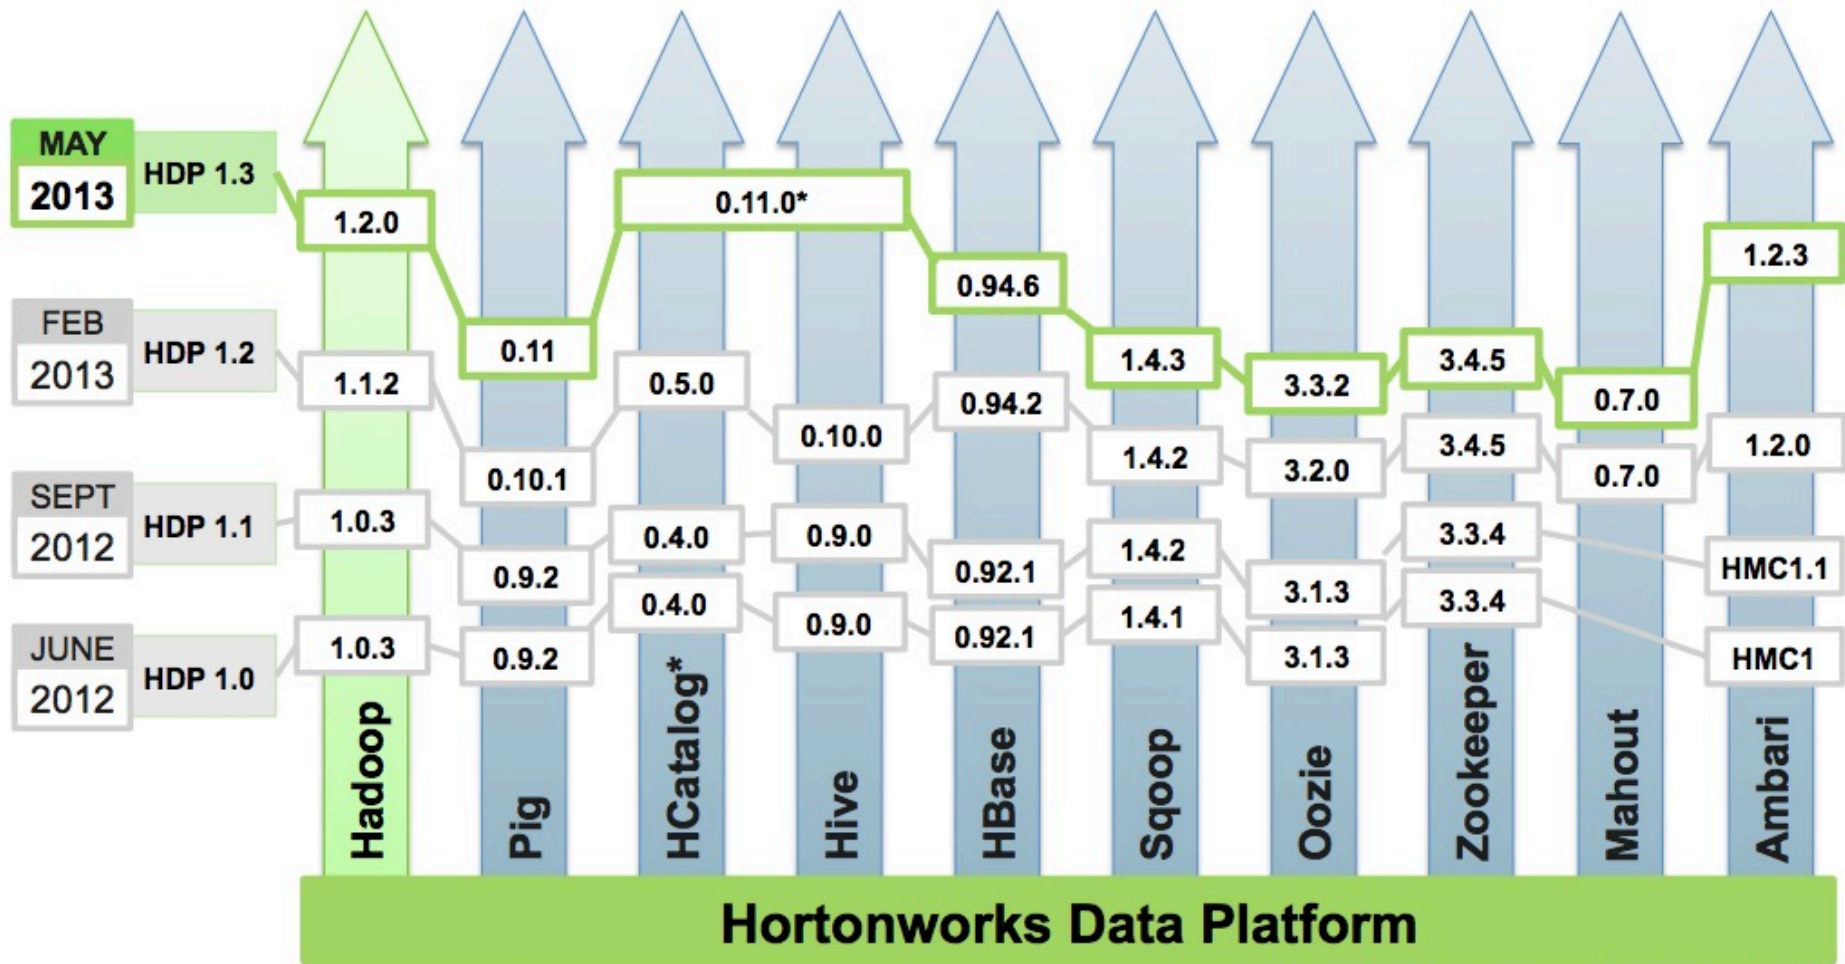 MAY
2013
HDP 1.3
1.2.0
0.11
0.11.0*
0.94.6
1.4.3
3.3.2
3.4.5
0.7.0
1.2.3
FEB
2013
HDP 1.2
1.1.2
0.10.1
0.5.0
0.10.0
0.94.2
1.4.2
3.2.0
3.4.5
0.7.0
1.2.0
SEPT
2012
HDP 1.1
1.0.3
0.9.2
0.4.0
0.9.0
0.92.1
1.4.2
3.1.3
3.3.4
HMC1.1
JUNE
2012
HDP 1.0
1.0.3
0.9.2
0.4.0
0.9.0
0.92.1
1.4.1
3.1.3
3.3.4
HMC1
Hadoop
Pig
HCatalog*
Hive
HBase
Sqoop
Oozie
Zookeeper
Mahout
Ambari
Hortonworks Data Platform